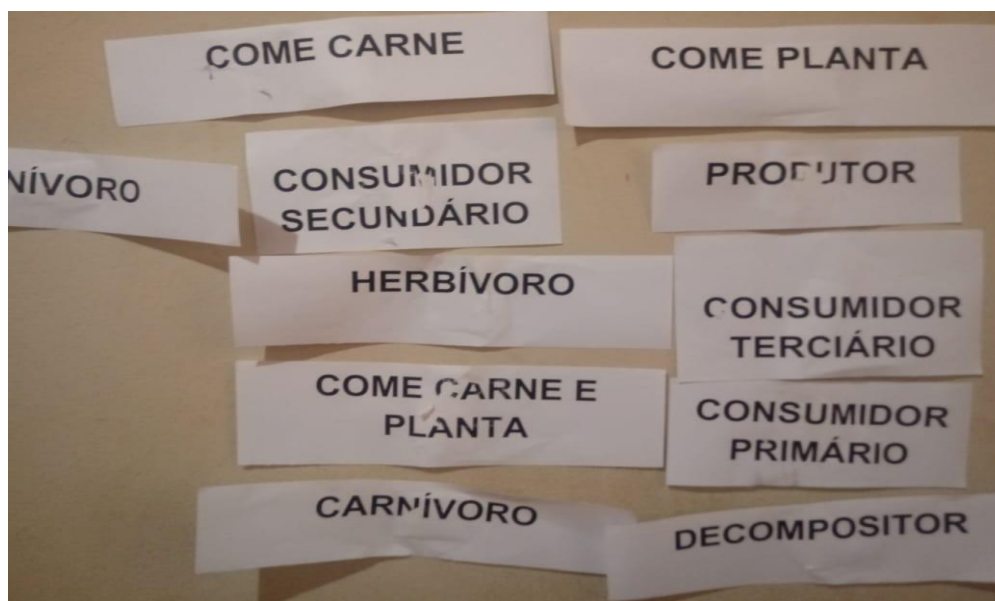 COME CARNE
COME PLANTA
NÍVORO
CONSUMIDOR
SECUNDÁRIO
PRODUTOR
HERBÍVORO
CONSUMIDOR
TERCIÁRIO
COME CARNE E
PLANTA
CONSUMIDOR
PRIMÁRIO
CARNÍVORO
DECOMPOSITOR